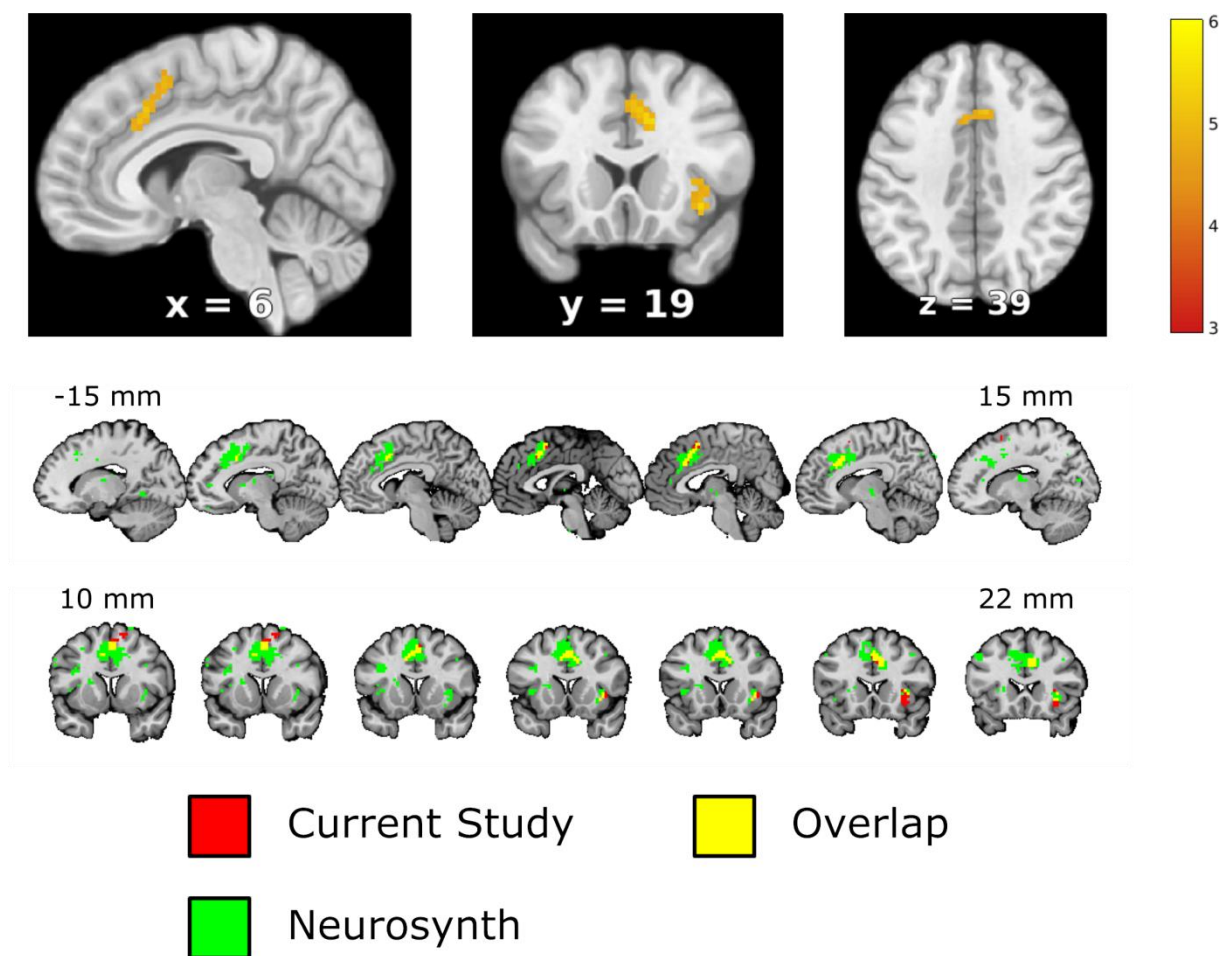 6
5
4
3
x = 6
y = 19
z = 39
-15 mm
15 mm
10 mm
22 mm
Current Study
Overlap
Neurosynth